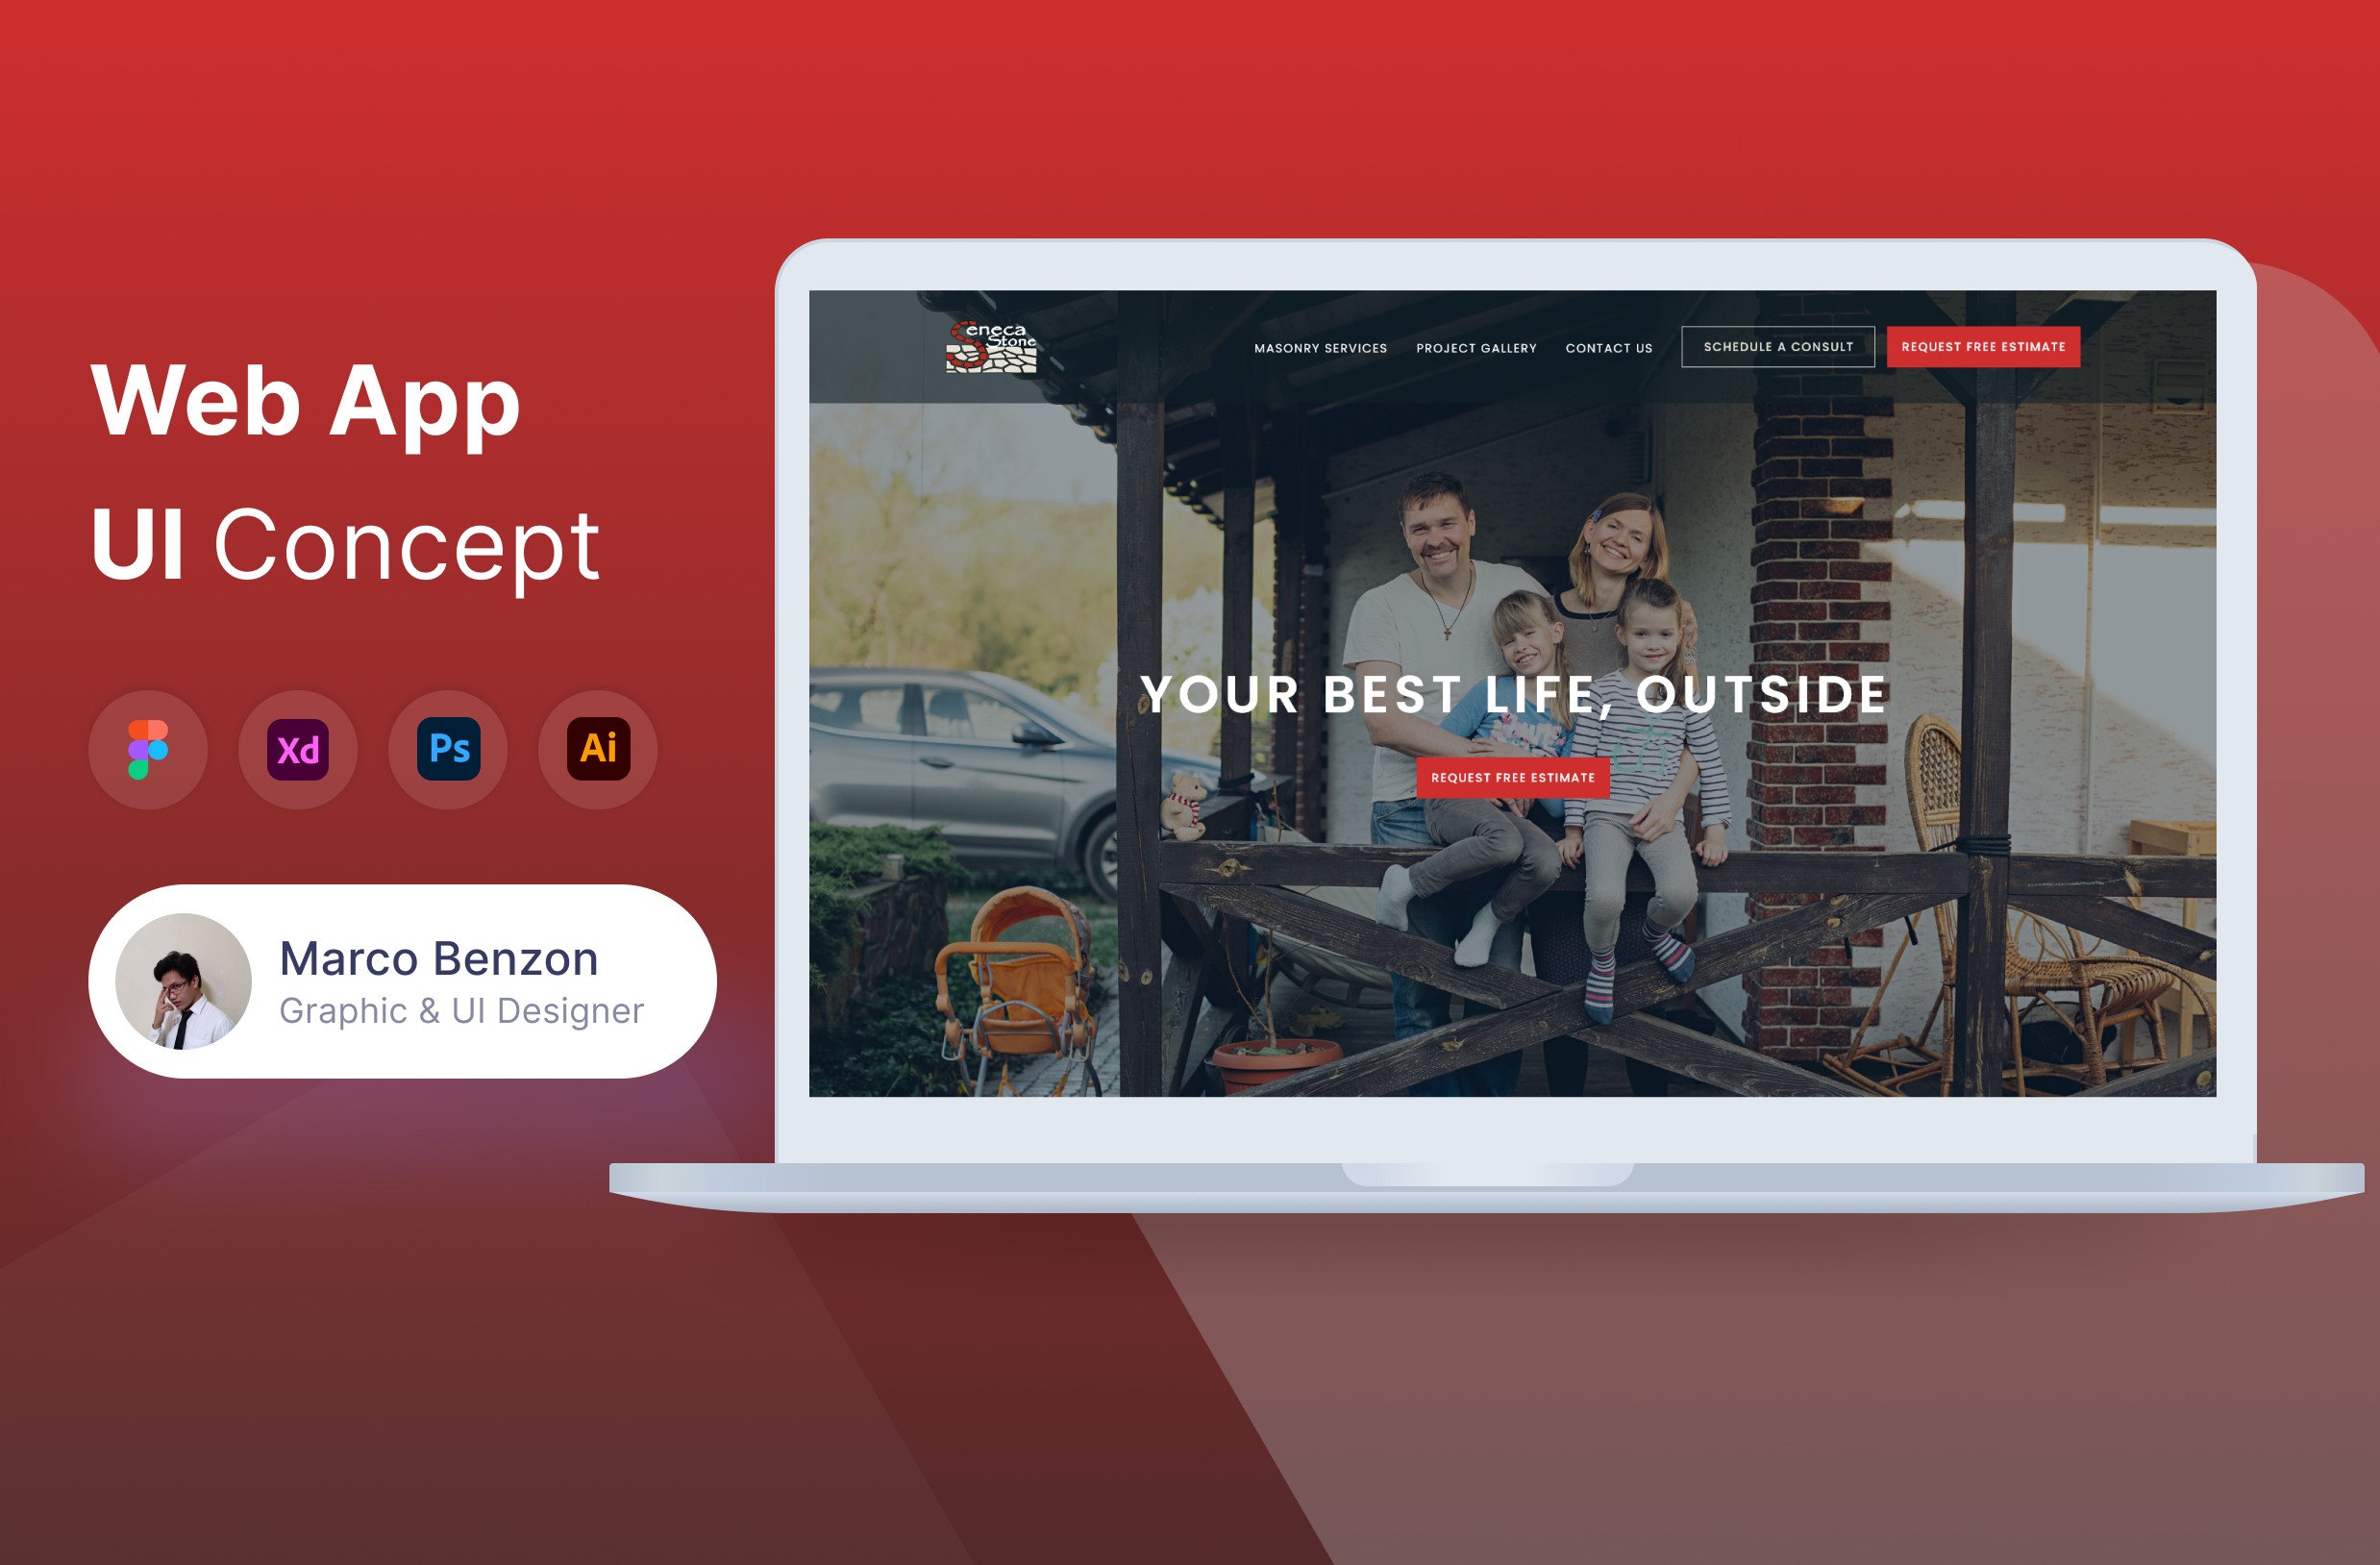 Web App
UI Concept
Xd
Ps
Ai
Marco Benzon
Graphic & UI Designer
Seneca
Stone
MASONRY SERVICES
PROJECT GALLERY
CONTACT US
SCHEDULE A CONSULT
REQUEST FREE ESTIMATE
YOUR BEST LIFE, OUTSIDE
REQUEST FREE ESTIMATE